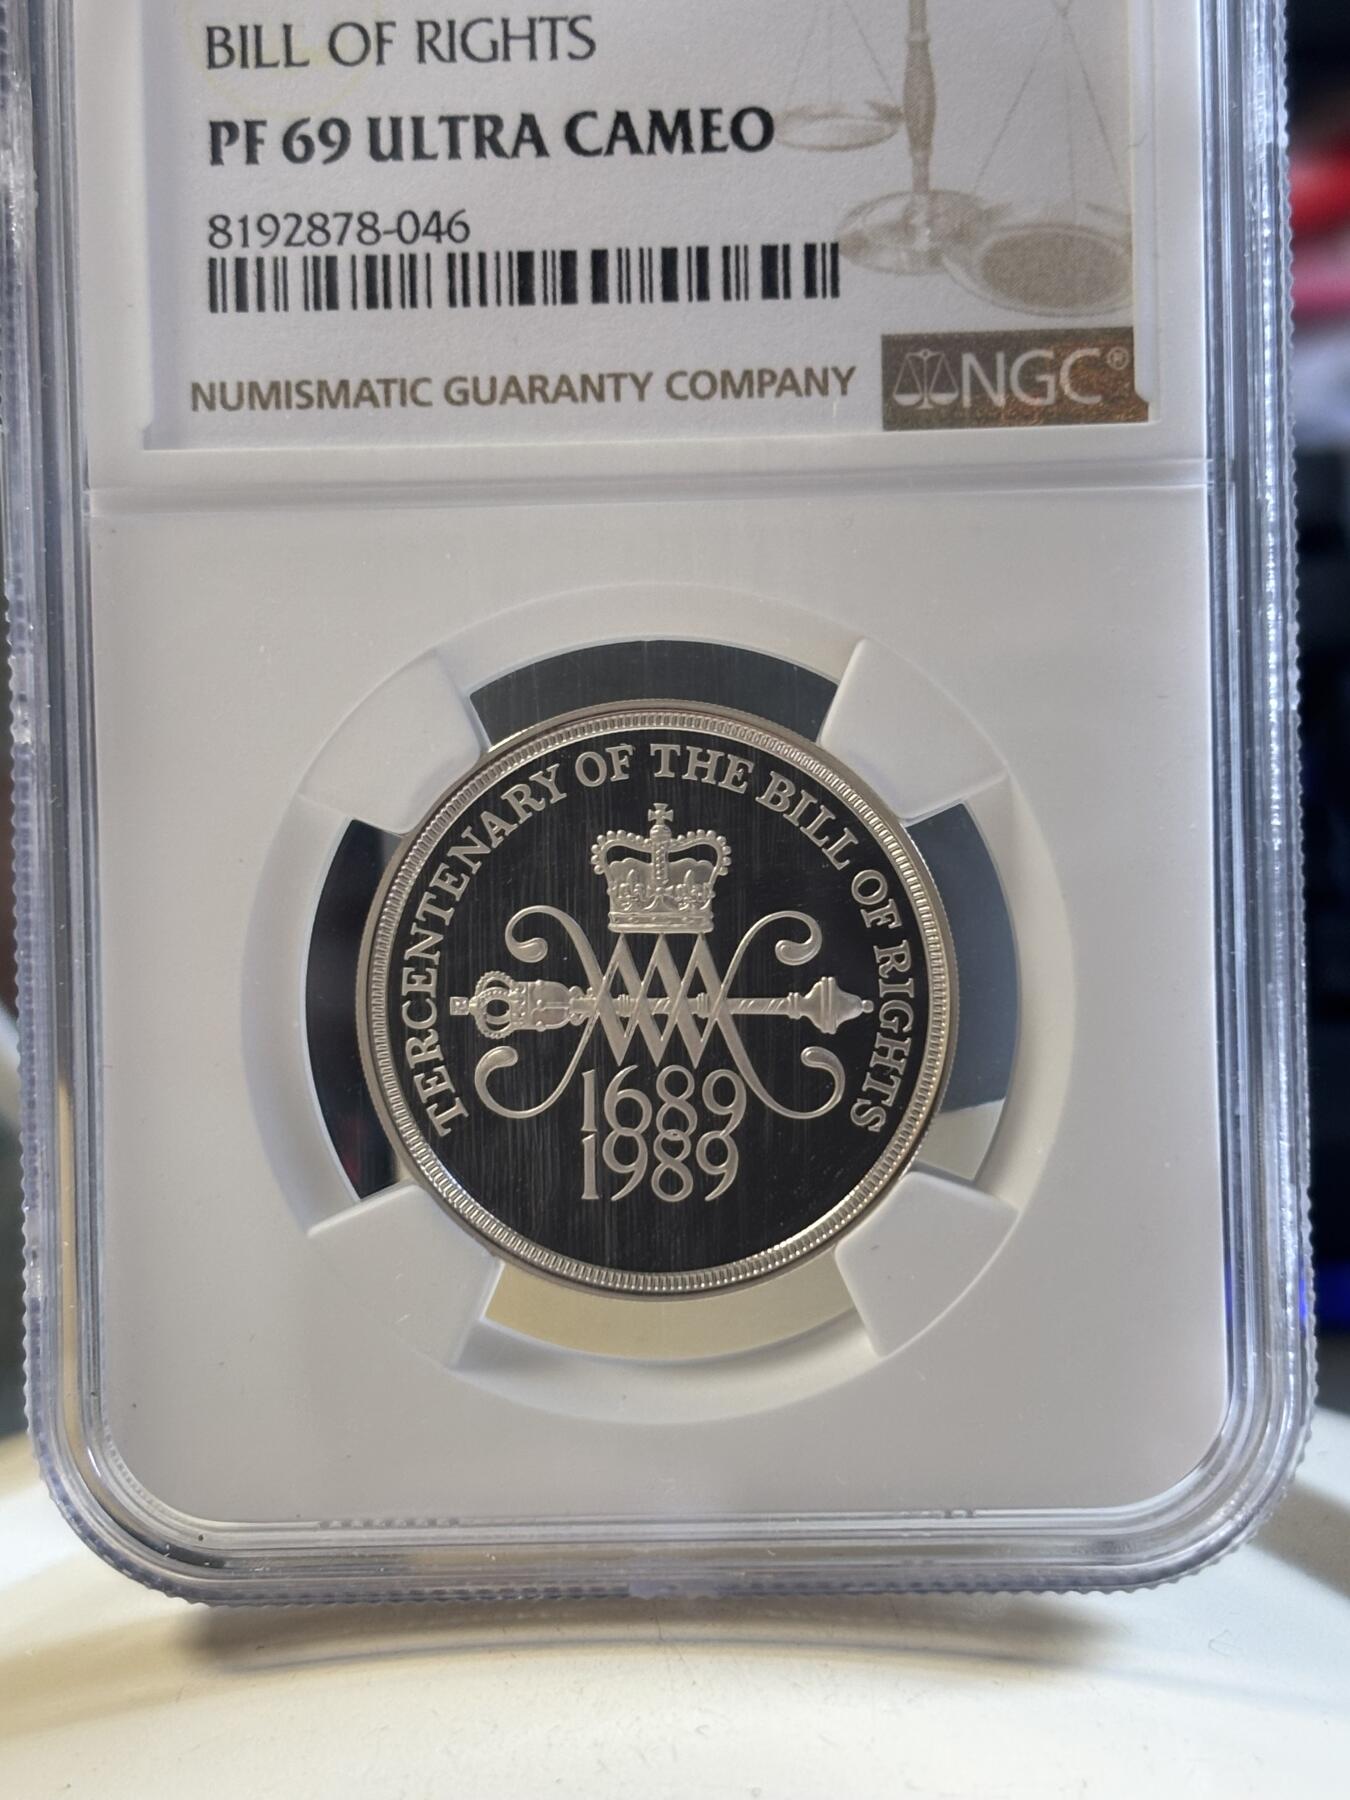 BILL OF RIGHTS
PF 69 ULTRA CAMEO
8192878-046
NUMISMATIC GUARANTY COMPANY
NGC®
TERCENTENARY OF THE BILL OF RIGHTS
1689
1989